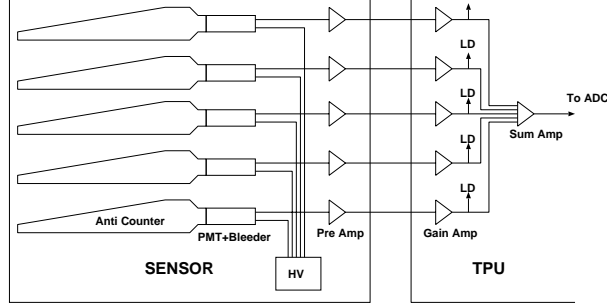 LD
LD
LD
To ADC
Sum Amp
LD
LD
Anti Counter
PMT+Bleeder
Pre Amp
Gain Amp
SENSOR
HV
TPU